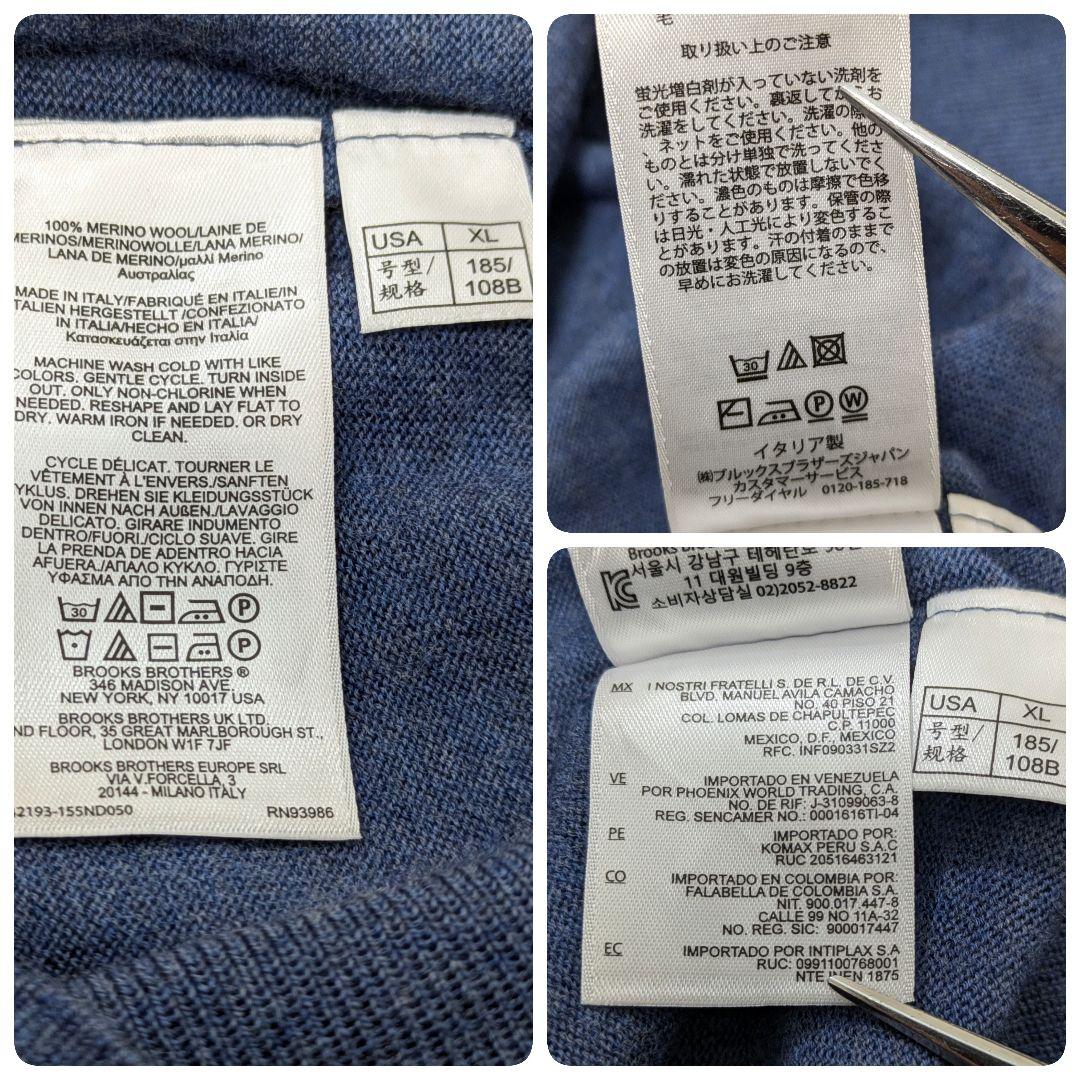 100% MERINO WOOL/LAINE DE
MERINOS/MERINOWOLLE/LANA MERINO/
LANA DE MERINO/μαλλί Merino
Αυστραλίας
MADE IN ITALY/FABRIQUÉ EN ITALIE/IN
ITALIEN HERGESTELLT /CONFEZIONATO
IN ITALIA/HECHO EN ITALIA/
Κατασκευάζεται στην Ιταλία
MACHINE WASH COLD WITH LIKE
COLORS. GENTLE CYCLE. TURN INSIDE
OUT. ONLY NON-CHLORINE WHEN
NEEDED. RESHAPE AND LAY FLAT TO
DRY. WARM IRON IF NEEDED. OR DRY
CLEAN.
CYCLE DÉLICAT. TOURNER LE
VÊTEMENT À L'ENVERS./SANFTEN
ZYKLUS. DREHEN SIE KLEIDUNGSSTÜCK
VON INNEN NACH AUßEN./LAVAGGIO
DELICATO. GIRARE INDUMENTO
DENTRO/FUORI./CICLO SUAVE. GIRE
LA PRENDA DE ADENTRO HACIA
AFUERA./ΑΠΑΛΟ ΚΥΚΛΟ. ΓΥΡΙΣΤΕ
ΥΦΑΣΜΑ ΑΠΟ ΤΗΝ ΑΝΑΠΟΔΗ.
30 P
P
BROOKS BROTHERS ®
346 MADISON AVE
NEW YORK, NY 10017 USA
BROOKS BROTHERS UK LTD.
ND FLOOR, 35 GREAT MARLBOROUGH ST.,
LONDON W1F 7JF
BROOKS BROTHERS EUROPE SRL
VIA V.FORCELLA, 3
20144 - MILANO ITALY
2193-155ND050 RN93986
USA XL
号型/ 185/
规格 108B
毛
取り扱い上のご注意
蛍光増白剤が入っていない洗剤を
ご使用ください。裏返してからお
洗濯をしてください。洗濯の際
、ネットをご使用ください。他の
ものとは分け単独で洗ってくださ
い。濡れた状態で放置しないでく
ださい。濃色のものは摩擦で色移
りすることがあります。保管の際
は日光・人工光により変色するこ
とがあります。汗の付着のままで
の放置は変色の原因になるので、
早めにお洗濯してください。
30
P W
イタリア製
㈱ブルックスブラザーズジャパン
カスタマーサービス
フリーダイヤル 0120-185-718
Brooks
서울시 강남구 테헤란로
11 대원빌딩 9층
소비자상담실 02)2052-8822
MX I NOSTRI FRATELLI S. DE R.L. DE C.V.
BLVD. MANUEL AVILA CAMACHO
NO. 40 PISO 21
COL. LOMAS DE CHAPULTEPEC
C.P. 11000
MEXICO, D.F., MEXICO
RFC. INF090331SZ2
VE IMPORTADO EN VENEZUELA
POR PHOENIX WORLD TRADING, C.A.
NO. DE RIF: J-31099063-8
REG. SENCAMER NO.: 0001616TI-04
PE IMPORTADO POR:
KOMAX PERU S.A.C
RUC 20516463121
CO IMPORTADO EN COLOMBIA POR:
FALABELLA DE COLOMBIA S.A.
NIT. 900.017.447-8
CALLE 99 NO 11A-32
NO. REG. SIC: 900017447
EC IMPORTADO POR INTIPLAX S.A
RUC: 0991100768001
NTE INEN 1875
USA XL
号型/ 185/
规格 108B